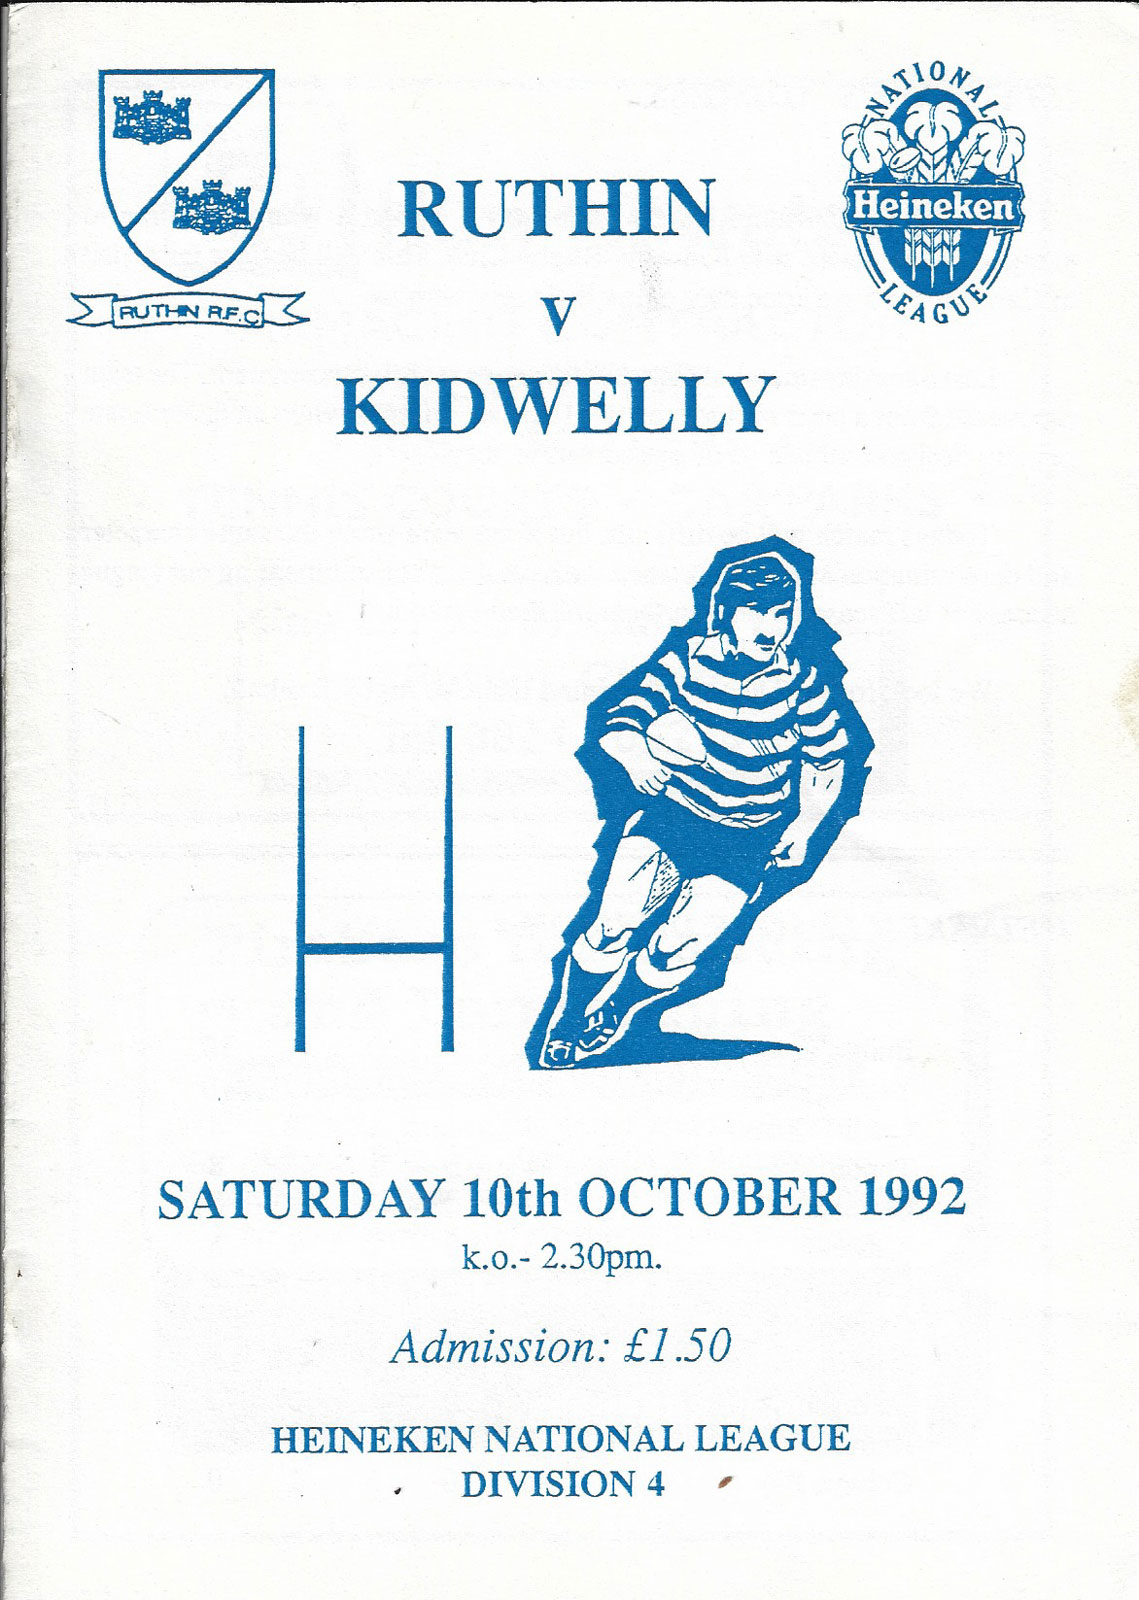 RUTHIN R.F.C
NATIONAL
Heineken
LEAGUE
RUTHIN
v
KIDWELLY
SATURDAY 10th OCTOBER 1992
k.o.- 2.30pm.
Admission: £1.50
HEINEKEN NATIONAL LEAGUE
DIVISION 4